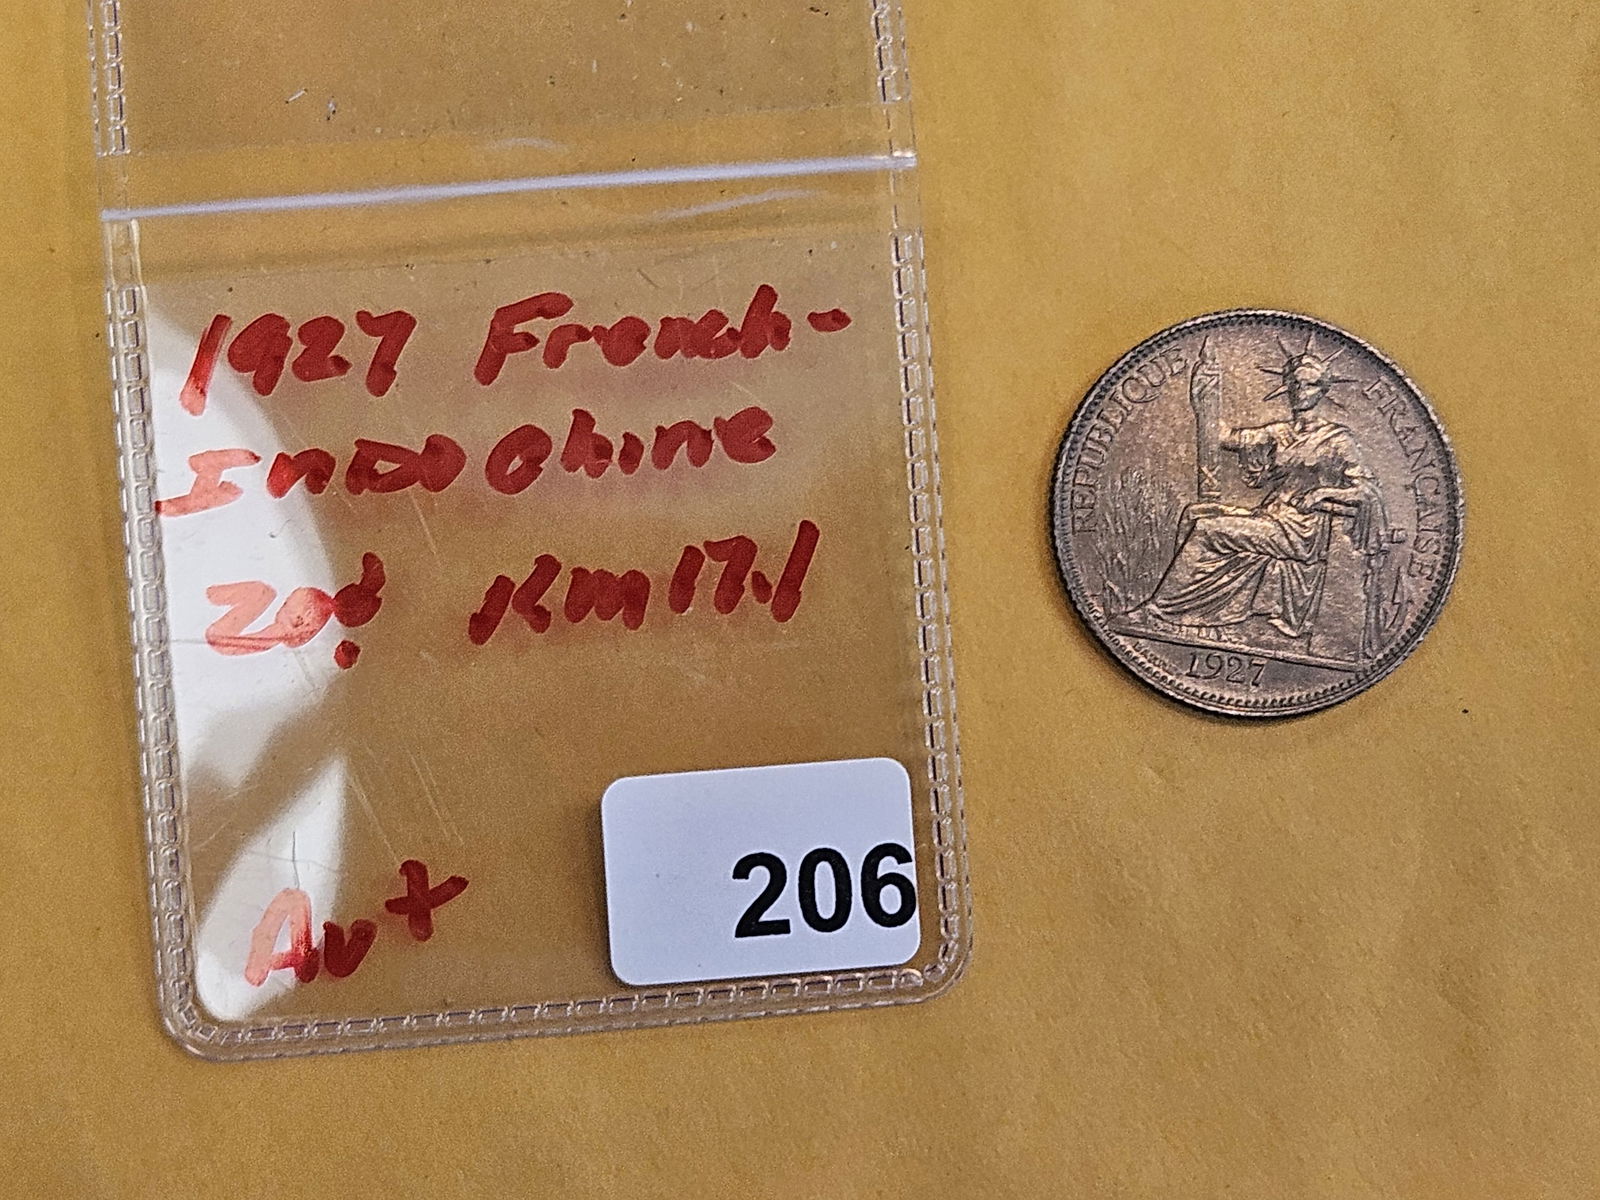 1927 French-
Indochine
20¢ KM17.1
AU+
206
REPUBLIQUE FRANÇAISE
1927